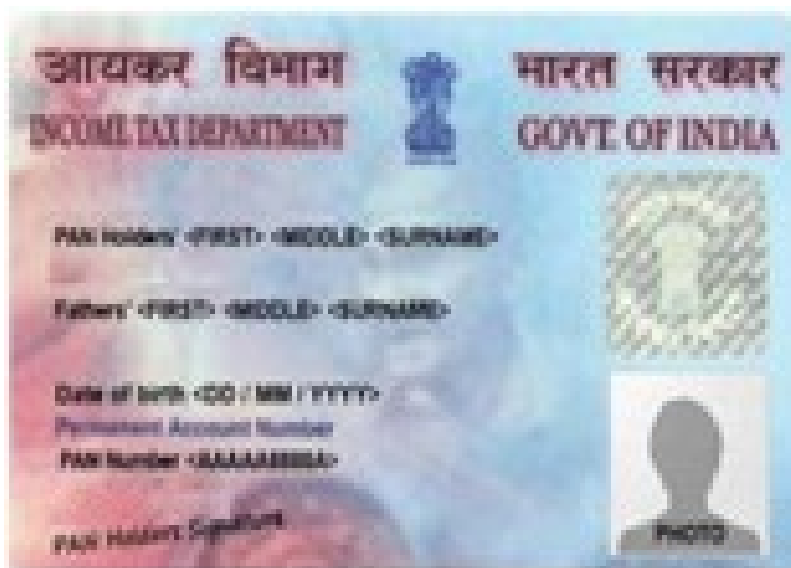 आयकर विभाग
भारत सरकार
INCOME TAX DEPARTMENT
GOVT. OF INDIA
PAN Holders' <FIRST> <MIDDLE> <SURNAME>
Fathers' <FIRST> <MIDDLE> <SURNAME>
Date of birth <DD / MM / YYYY>
Permanent Account Number
PAN Number
PAN Holders Signature
PHOTO